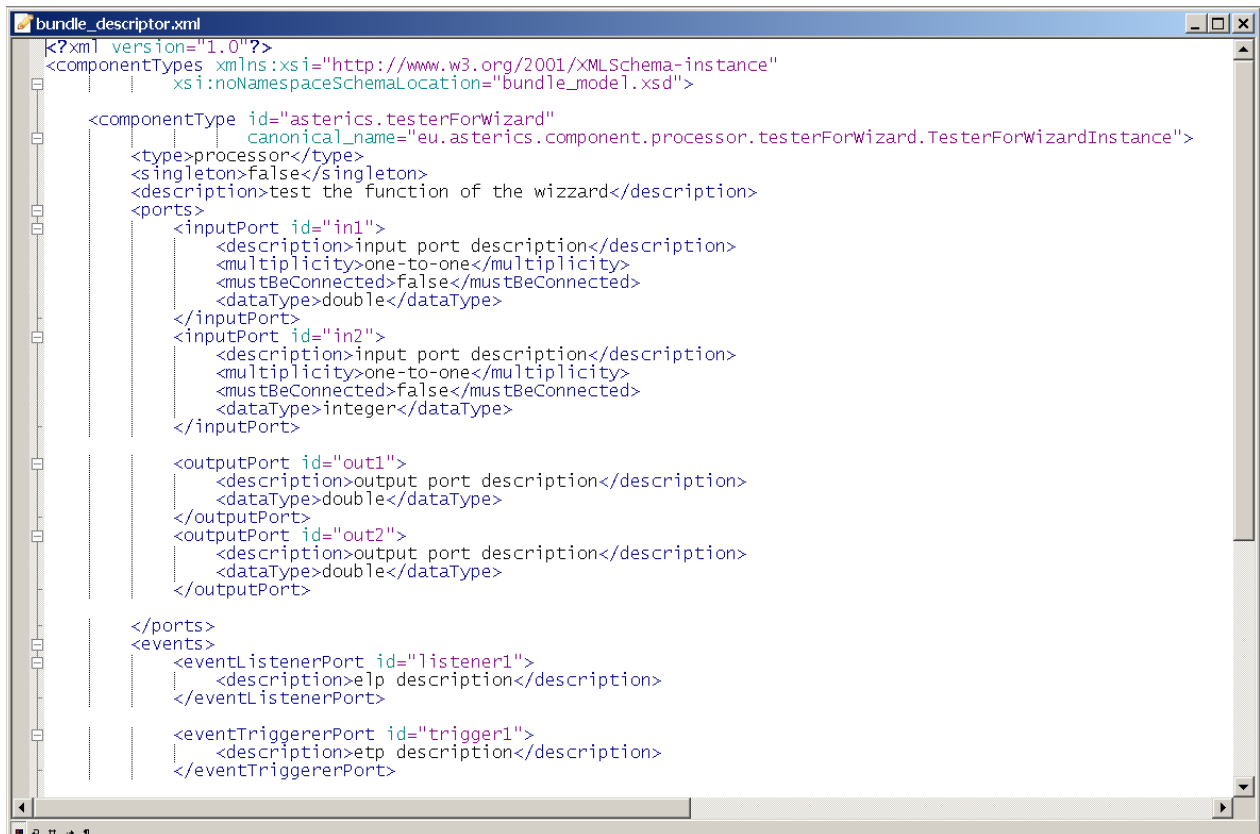 bundle_descriptor.xml
<?xml version="1.0"?>
<componentTypes xmlns:xsi="http://www.w3.org/2001/XMLSchema-instance"
xsi:noNamespaceSchemaLocation="bundle_model.xsd">
<componentType id="asterics.testerForWizard"
canonical_name="eu.asterics.component.processor.testerForWizard.TesterForWizardInstance">
<type>processor</type>
<singleton>false</singleton>
<description>test the function of the wizzard</description>
<ports>
<inputPort id="in1">
<description>input port description</description>
<multiplicity>one-to-one</multiplicity>
<mustBeConnected>false</mustBeConnected>
<dataType>double</dataType>
</inputPort>
<inputPort id="in2">
<description>input port description</description>
<multiplicity>one-to-one</multiplicity>
<mustBeConnected>false</mustBeConnected>
<dataType>integer</dataType>
</inputPort>
<outputPort id="out1">
<description>output port description</description>
<dataType>double</dataType>
</outputPort>
<outputPort id="out2">
<description>output port description</description>
<dataType>double</dataType>
</outputPort>
</ports>
<events>
<eventListenerPort id="listener1">
<description>elp description</description>
</eventListenerPort>
<eventTriggererPort id="trigger1">
<description>etp description</description>
</eventTriggererPort>